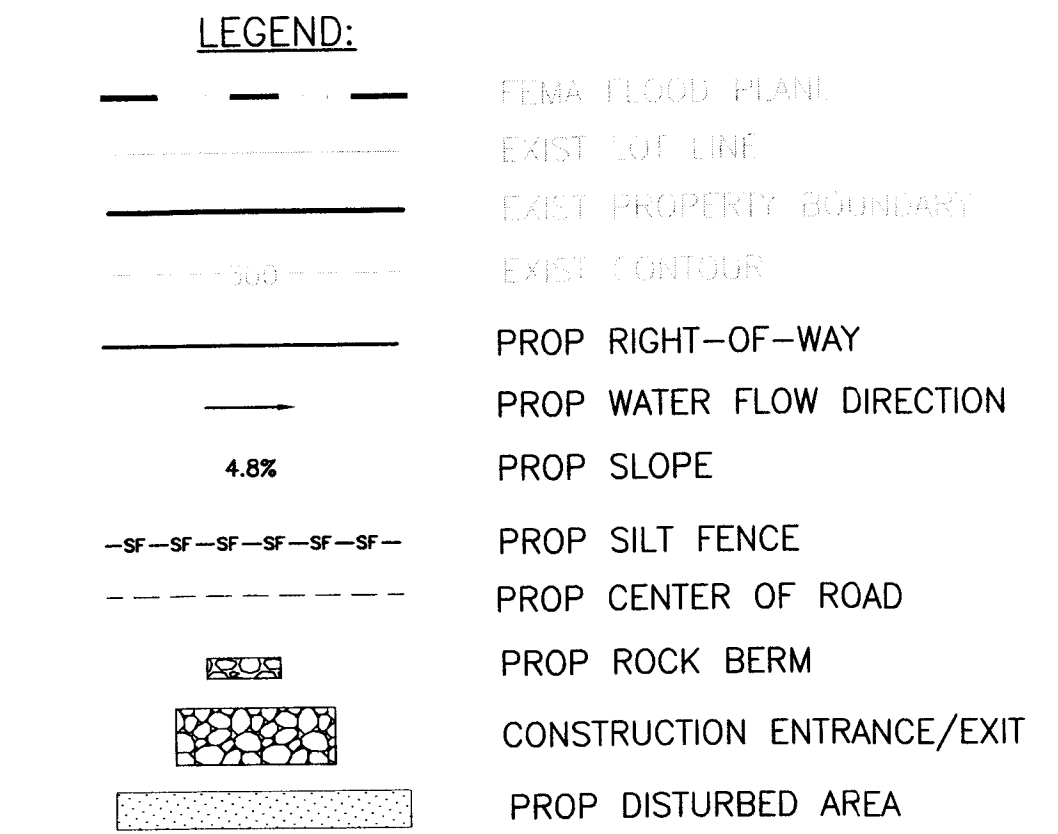 LEGEND:
FEMA FLOOD PLANE
EXIST LOT LINE
EXIST PROPERTY BOUNDARY
EXIST CONTOUR
PROP RIGHT-OF-WAY
PROP WATER FLOW DIRECTION
4.8% PROP SLOPE
-SF-SF-SF-SF-SF-SF- PROP SILT FENCE
PROP CENTER OF ROAD
PROP ROCK BERM
CONSTRUCTION ENTRANCE/EXIT
PROP DISTURBED AREA